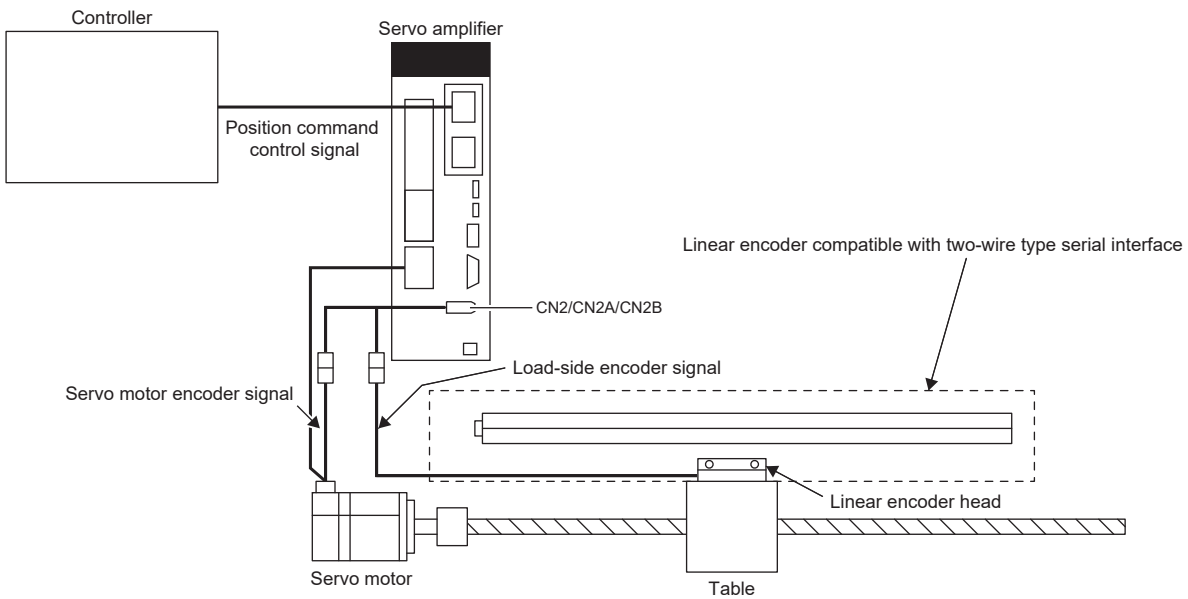 Controller
Servo amplifier
Position command
control signal
Linear encoder compatible with two-wire type serial interface
CN2/CN2A/CN2B
Load-side encoder signal
Servo motor encoder signal
Linear encoder head
Servo motor
Table